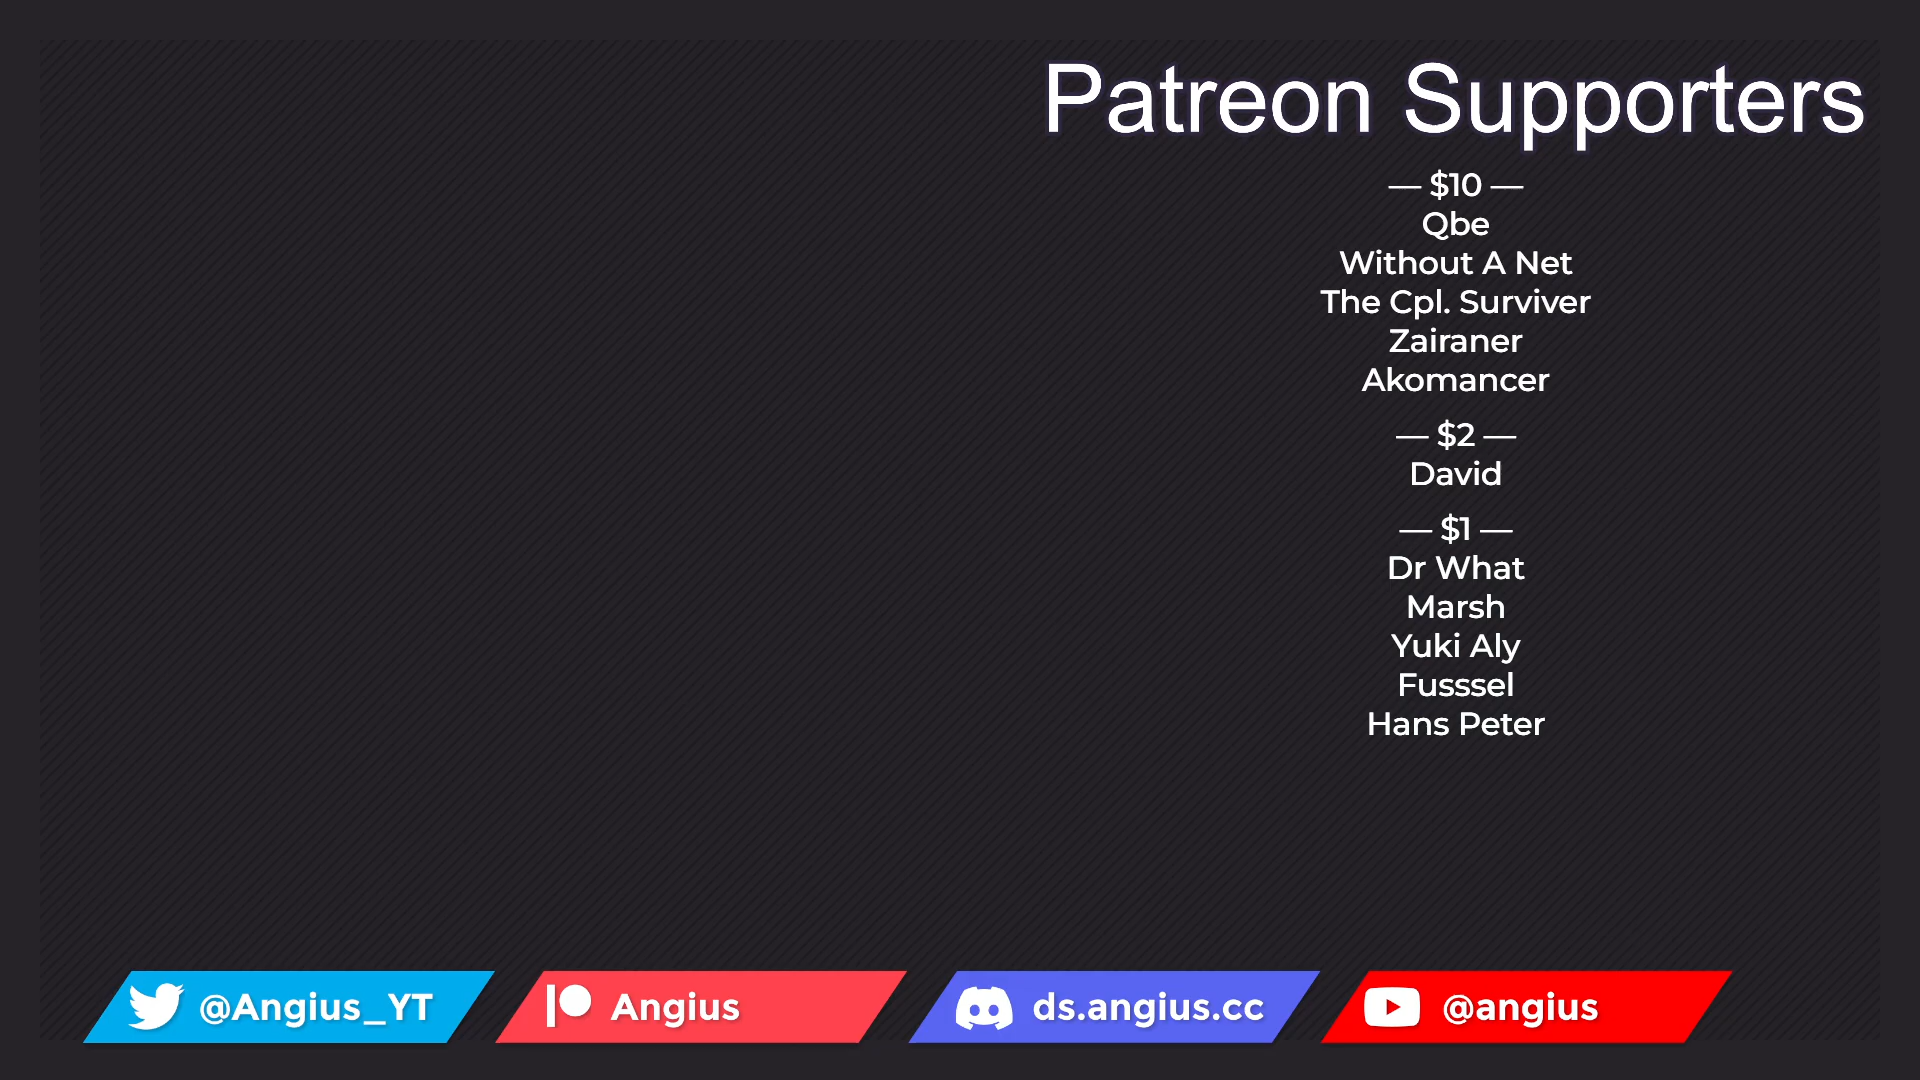 Patreon Supporters
— $10 —
Qbe
Without A Net
The Cpl. Surviver
Zairaner
Akomancer
— $2 —
David
— $1 —
Dr What
Marsh
Yuki Aly
Fusssel
Hans Peter
@Angius_YT
Angius
ds.angius.cc
@angius